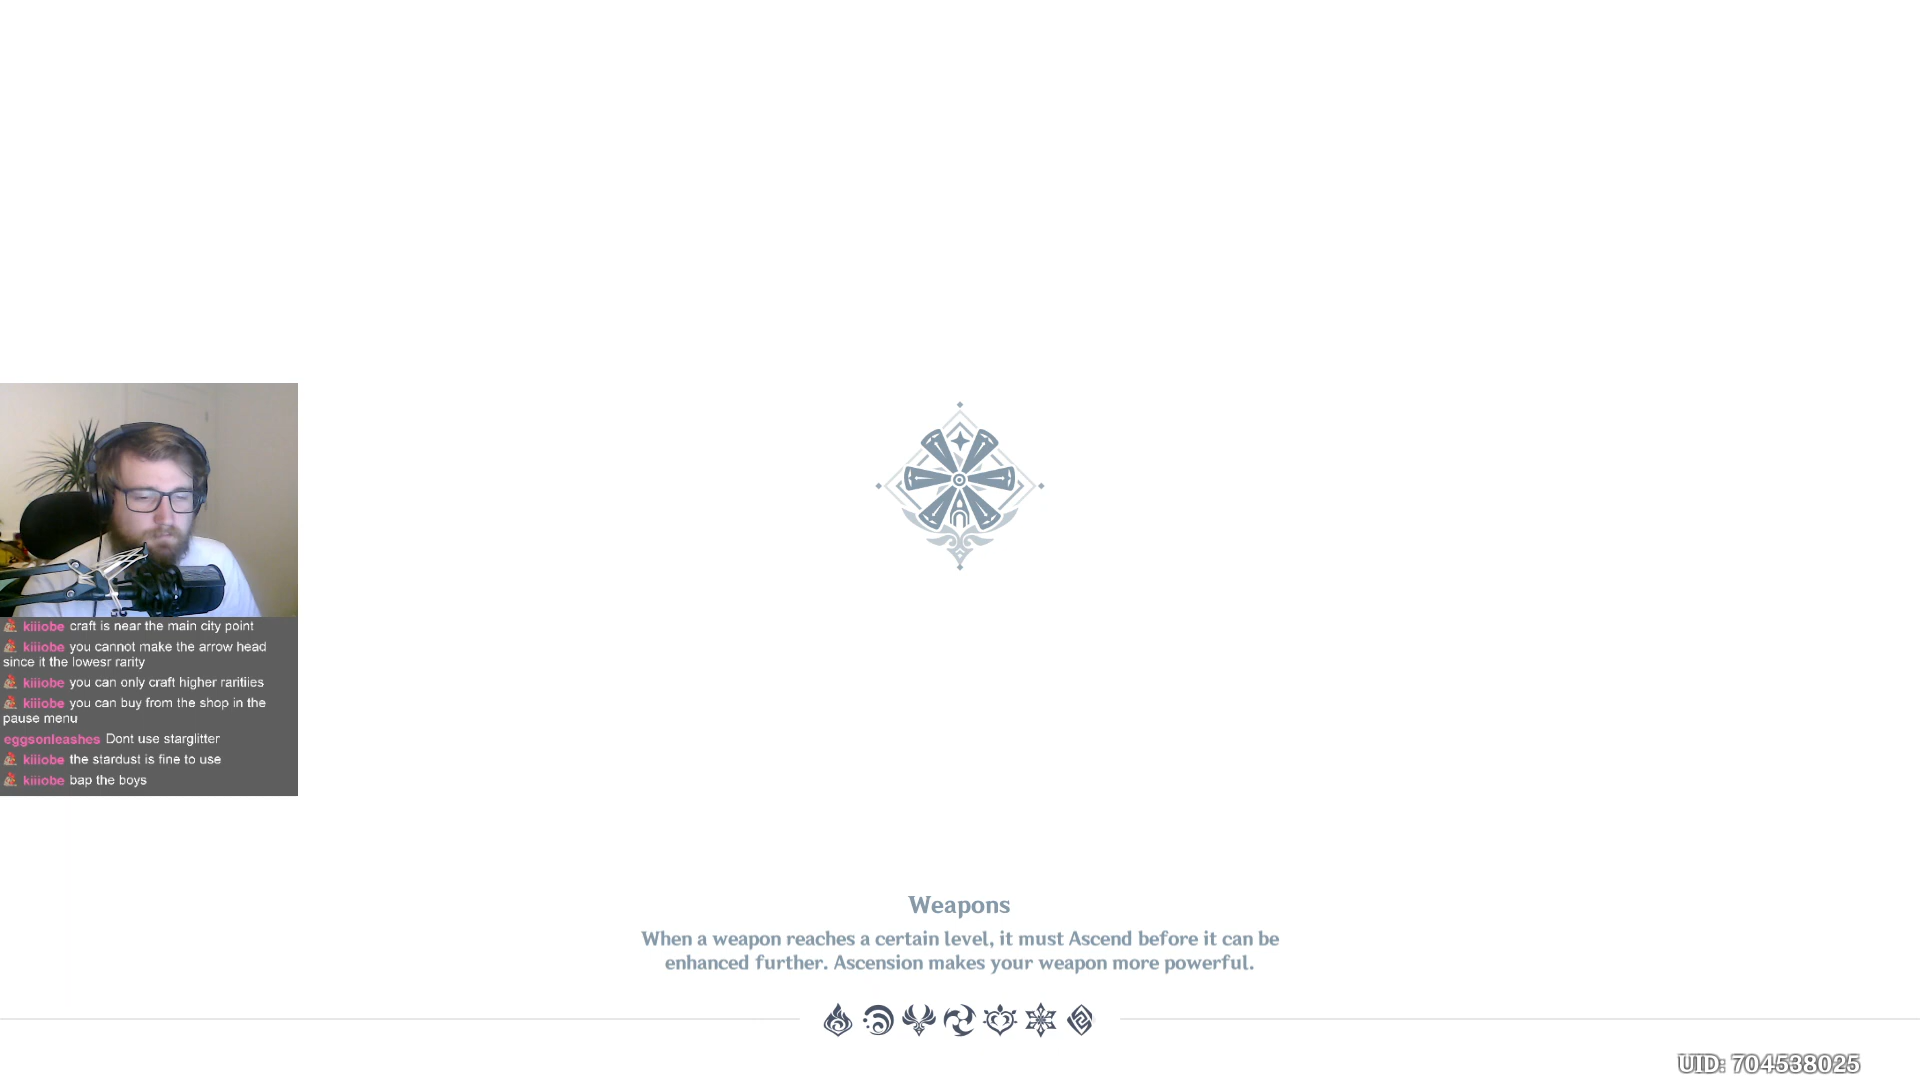 kiiiobe craft is near the main city point
kiiiobe you cannot make the arrow head
since it the lowesr rarity
kiiiobe you can only craft higher raritiies
kiiiobe you can buy from the shop in the
pause menu
eggsonleashes Dont use starglitter
kiiiobe the stardust is fine to use
kiiiobe bap the boys
Weapons
When a weapon reaches a certain level, it must Ascend before it can be
enhanced further. Ascension makes your weapon more powerful.
UID: 704538025